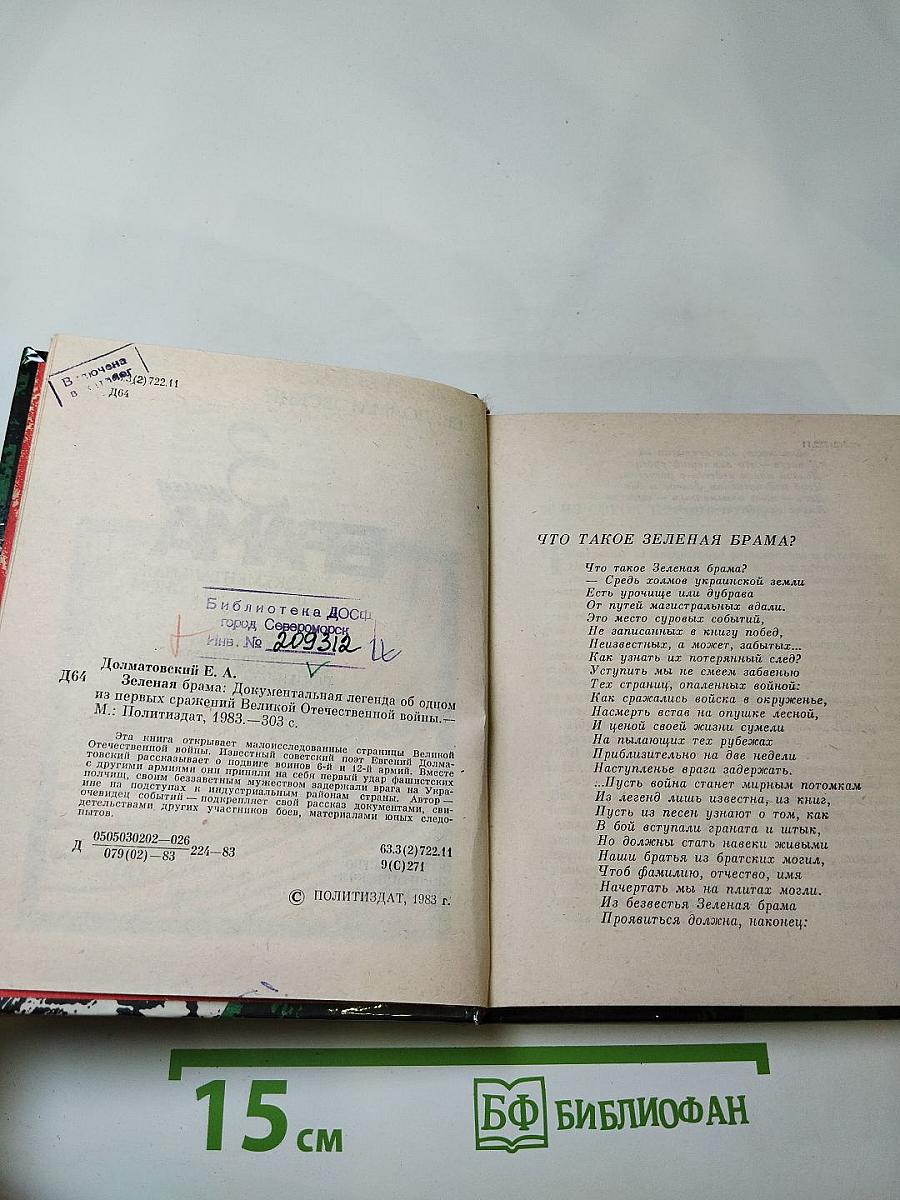 Включена
в каталог
3(2)722.11
Д64
Библиотека ДОСФ
город Североморск
Инв. № 209312
Долматовский Е. А.
Д64
Зеленая брама: Документальная легенда об одном
из первых сражений Великой Отечественной войны.—
М.: Политиздат, 1983.—303 с.
Эта книга открывает малоисследованные страницы Великой
Отечественной войны. Известный советский поэт Евгений Долма-
товский рассказывает о подвиге воинов 6-й и 12-й армий. Вместе
с другими армиями они приняли на себя первый удар фашистских
полчищ, своим беззаветным мужеством задержали врага на Укра-
ине на подступах к индустриальным районам страны. Автор —
очевидец событий — подкрепляет свой рассказ документами, сви-
детельствами других участников боев, материалами юных следо-
пытов.
Д 0505030202—026
079(02)—83
224—83
63.3(2)722.11
9(С)271
© ПОЛИТИЗДАТ, 1983 г.
ЧТО ТАКОЕ ЗЕЛЕНАЯ БРАМА?
Что такое Зеленая брама?
— Средь холмов украинской земли
Есть урочище или дубрава
От путей магистральных вдали.
Это место суровых событий,
Не записанных в книгу побед,
Неизвестных, а может, забытых...
Как узнать их потерянный след?
Уступить мы не смеем забвенью
Тех страниц, опаленных войной:
Как сражались войска в окруженье,
Насмерть встав на опушке лесной,
И ценой своей жизни сумели
На пылающих тех рубежах
Приблизительно на две недели
Наступленье врага задержать.
...Пусть война станет мирным потомкам
Из легенд лишь известна, из книг,
Пусть из песен узнают о том, как
В бой вступали граната и штык,
Но должны стать навеки живыми
Наши братья из братских могил,
Чтоб фамилию, отчество, имя
Начертать мы на плитах могли.
Из безвестья Зеленая брама
Проявиться должна, наконец:
15 см
БФ БИБЛИОФАН